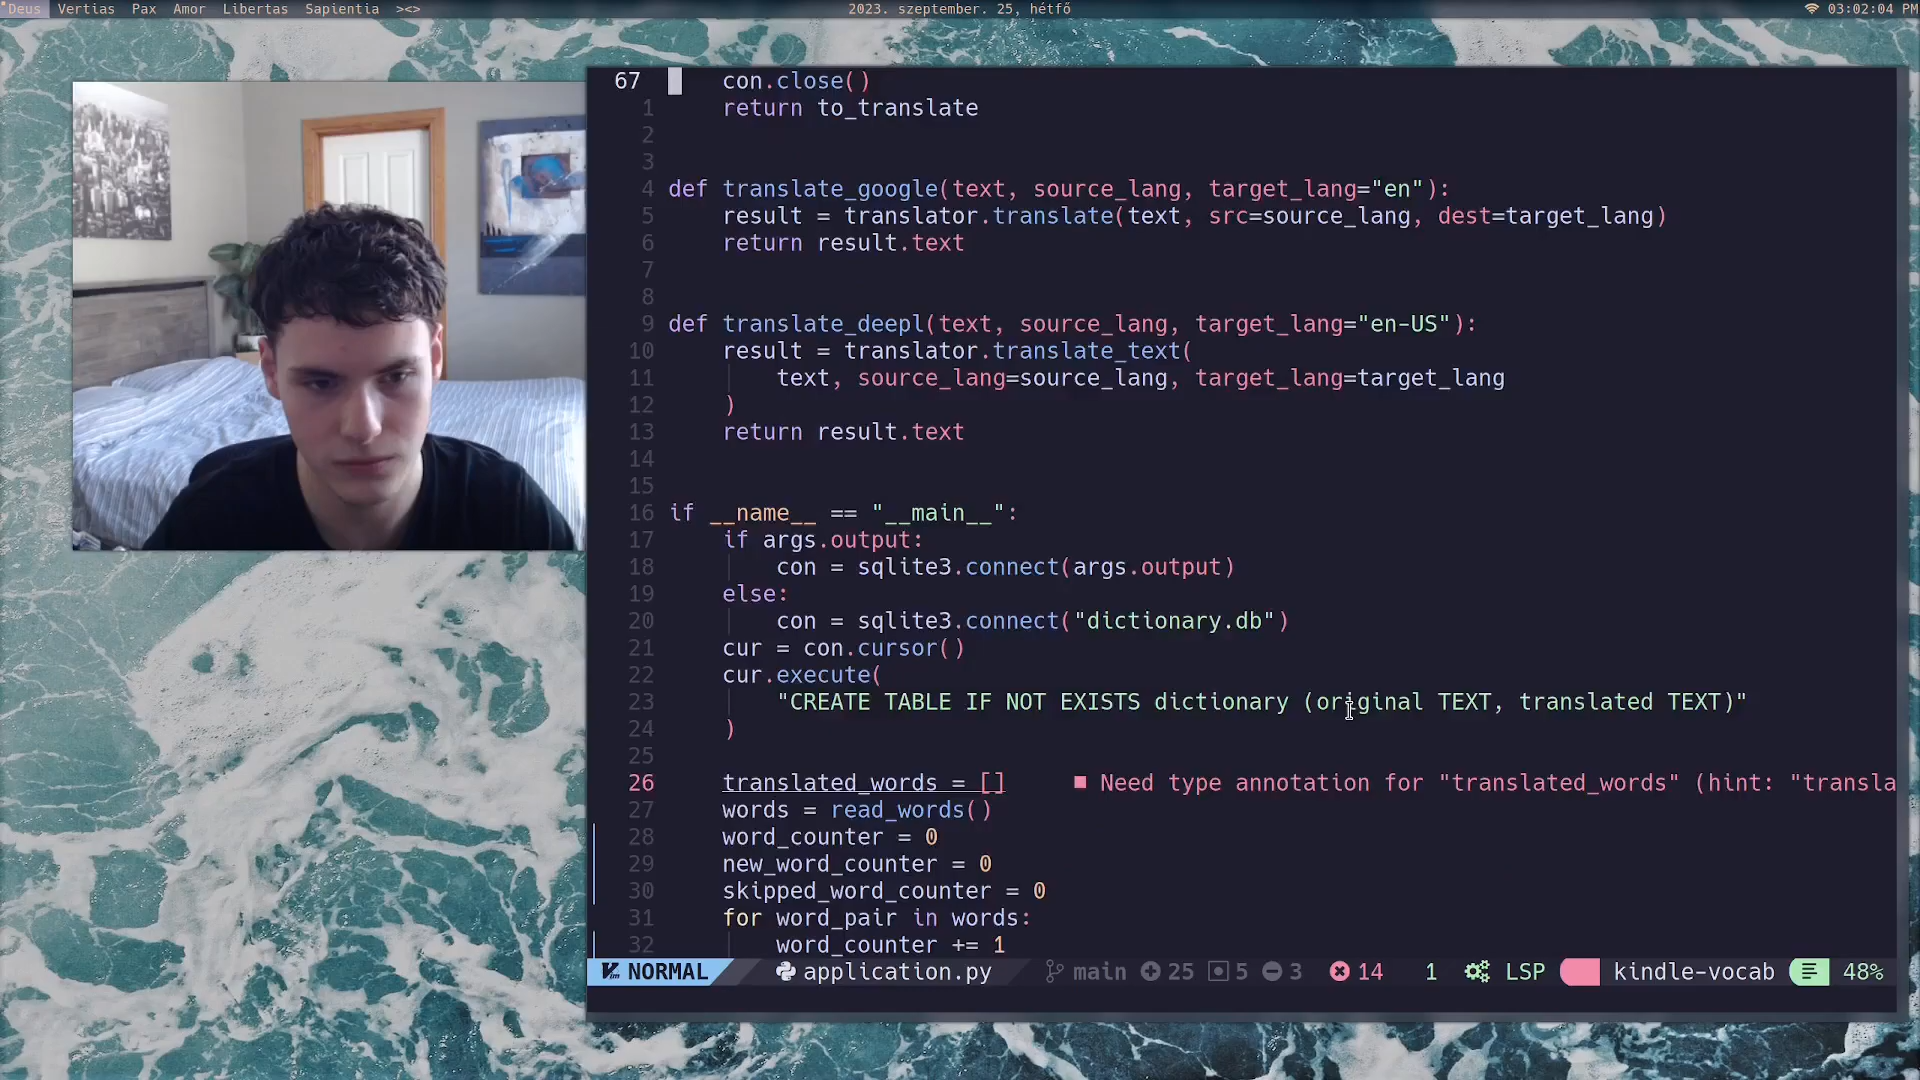 Deus Vertias Pax Amor Libertas Sapientia ><> 2023. szeptember. 25, hétfő 03:02:04 PM
67 con.close()
1 return to_translate
2
3
4 def translate_google(text, source_lang, target_lang="en"):
5 result = translator.translate(text, src=source_lang, dest=target_lang)
6 return result.text
7
8
9 def translate_deepl(text, source_lang, target_lang="en-US"):
10 result = translator.translate_text(
11 text, source_lang=source_lang, target_lang=target_lang
12 )
13 return result.text
14
15
16 if __name__ == "__main__":
17 if args.output:
18 con = sqlite3.connect(args.output)
19 else:
20 con = sqlite3.connect("dictionary.db")
21 cur = con.cursor()
22 cur.execute(
23 "CREATE TABLE IF NOT EXISTS dictionary (original TEXT, translated TEXT)"
24 )
25
26 translated_words = [] ■ Need type annotation for "translated_words" (hint: "transla
27 words = read_words()
28 word_counter = 0
29 new_word_counter = 0
30 skipped_word_counter = 0
31 for word_pair in words:
32 word_counter += 1
NORMAL application.py main 25 5 3 14 1 LSP kindle-vocab 48%